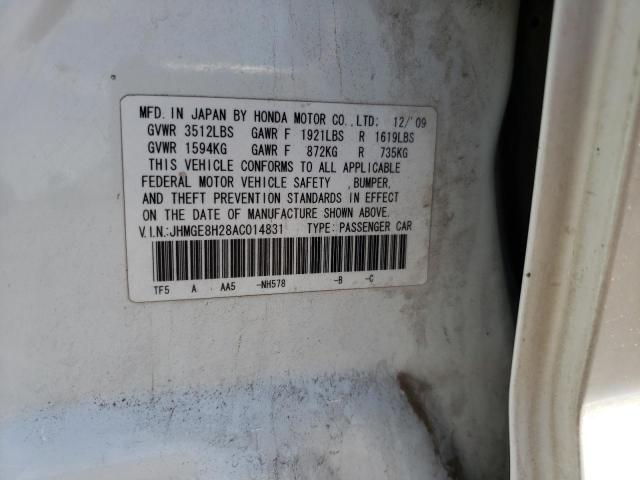 MFD. IN JAPAN BY HONDA MOTOR CO., LTD: 12/'09
GVWR 3512LBS GAWR F 1921LBS R 1619LBS
GVWR 1594KG GAWR F 872KG R 735KG
THIS VEHICLE CONFORMS TO ALL APPLICABLE
FEDERAL MOTOR VEHICLE SAFETY , BUMPER,
AND THEFT PREVENTION STANDARDS IN EFFECT
ON THE DATE OF MANUFACTURE SHOWN ABOVE.
V.I.N.:JHMGE8H28AC014831 TYPE: PASSENGER CAR
TF5 A AA5 -NH578 -B -C